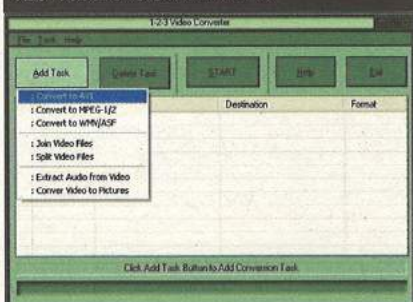 1-2-3 Video Converter
File Task Help
Add Task Delete Task START Help Exit
: Convert to AVI
Destination Format
: Convert to MPEG-1/2
: Convert to WMV/ASF
: Join Video Files
: Split Video Files
: Extract Audio from Video
: Conver Video to Pictures
Click Add Task Button to Add Conversion Task